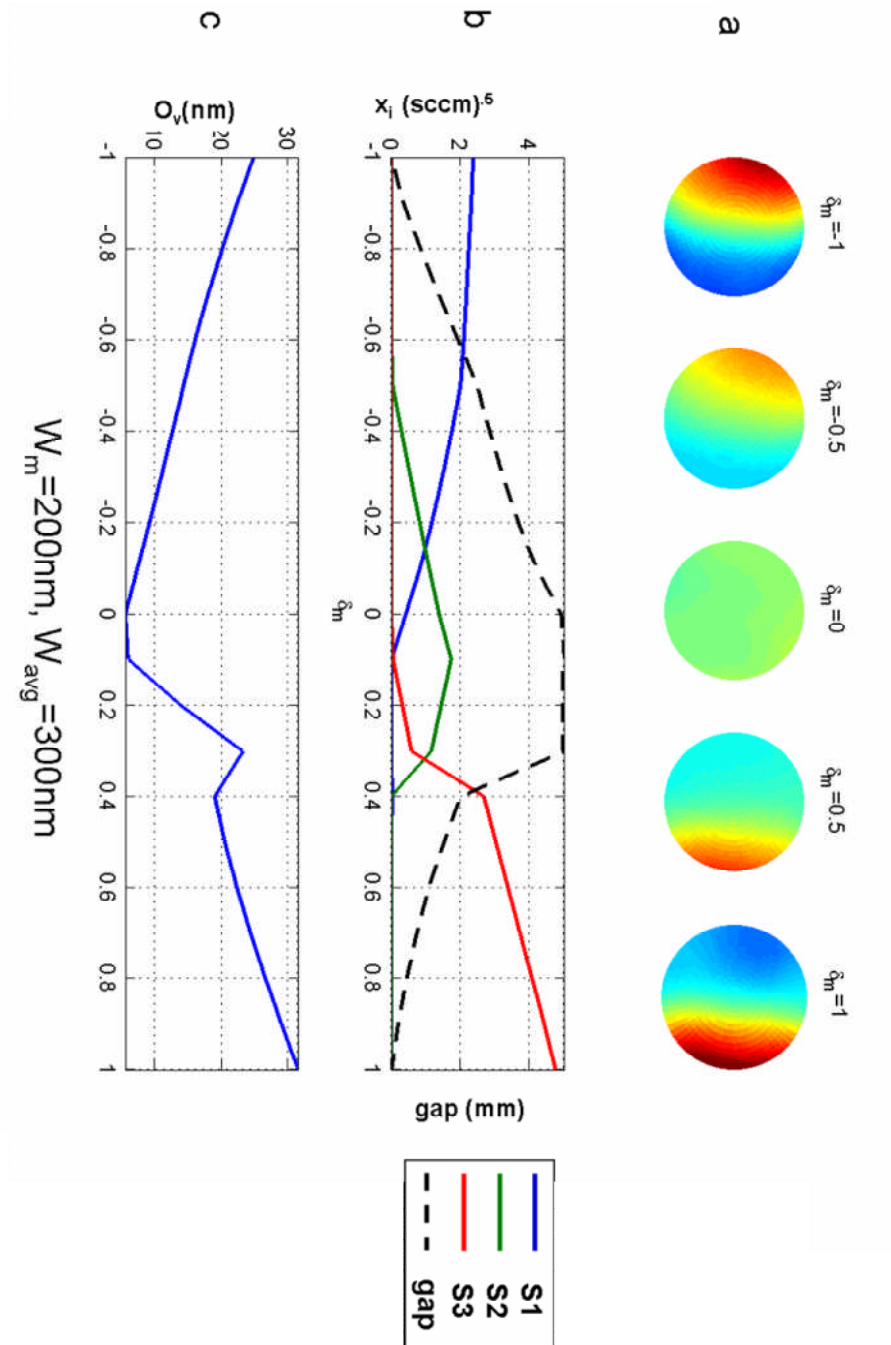 a
δm=-1
δm=-0.5
δm=0
δm=0.5
δm=1
b
xi (sccm).5
0
2
4
-1
-0.8
-0.6
-0.4
-0.2
0
0.2
0.4
0.6
0.8
1
δm
gap (mm)
S1
S2
S3
gap
c
Ov(nm)
10
20
30
-1
-0.8
-0.6
-0.4
-0.2
0
0.2
0.4
0.6
0.8
1
Wm=200nm, Wavg=300nm